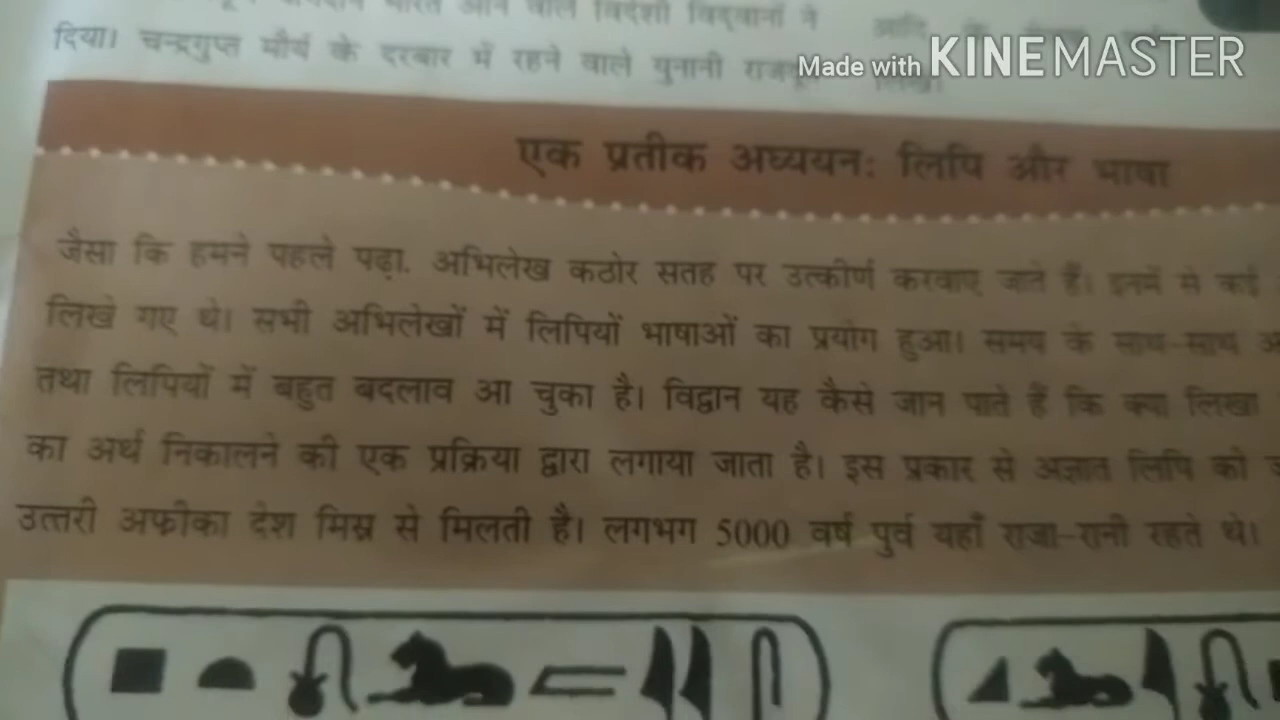 विदेशी विद्वानों ने
दिया। चन्द्रगुप्त मौर्य के दरबार में रहने वाले युनानी
Made with KINEMASTER
एक प्रतीक अध्ययनः लिपि और भाषा
जैसा कि हमने पहले पढ़ा. अभिलेख कठोर सतह पर उत्कीर्ण करवाए जाते हैं। इनमें से कई
लिखे गए थे। सभी अभिलेखों में लिपियों भाषाओं का प्रयोग हुआ। समय के साथ-साथ
तथा लिपियों में बहुत बदलाव आ चुका है। विद्वान यह कैसे जान पाते हैं कि क्या लिखा
का अर्थ निकालने की एक प्रक्रिया द्वारा लगाया जाता है। इस प्रकार से अज्ञात लिपि को
उत्तरी अफ्रीका देश मिस्र से मिलती है। लगभग 5000 वर्ष पुर्व यहाँ राजा-रानी रहते थे।